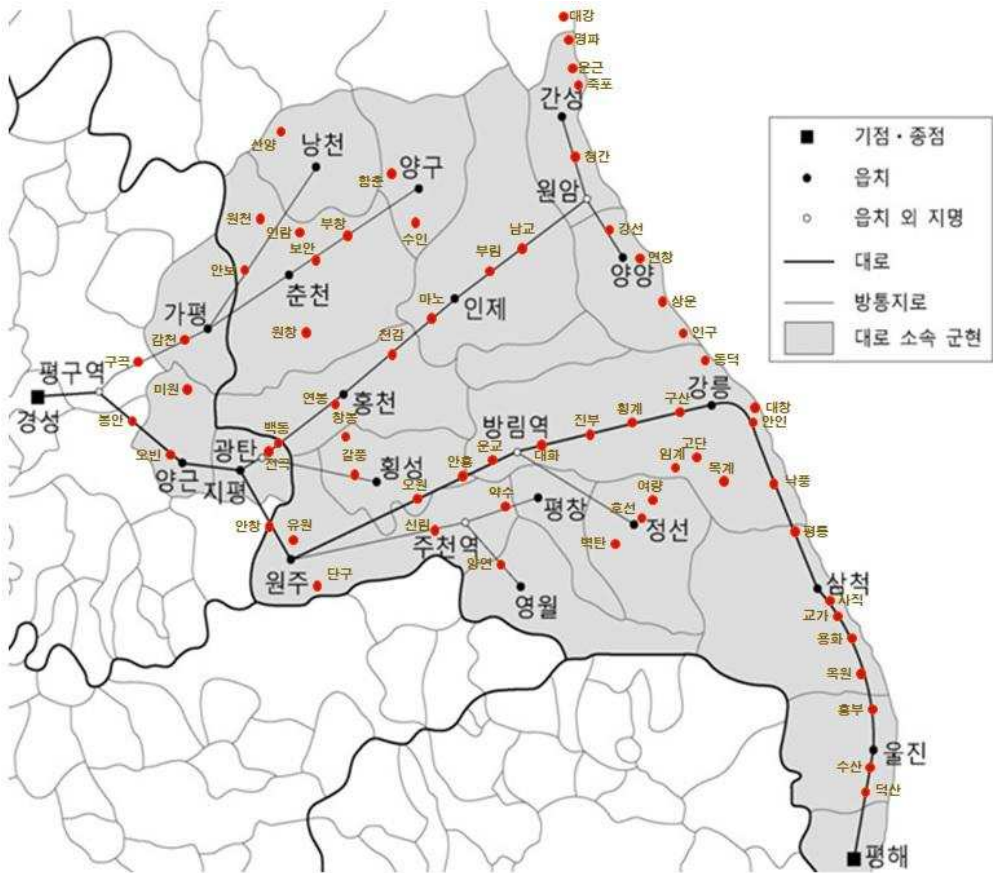 대강
명파
운근
죽포
간성
청간
원암
강선
양양
연창
상운
인구
동덕
산양
낭천
양구
함춘
원천
인람
부창
수인
안보
보안
춘천
가평
감천
구곡
원창
남교
부림
마노
인제
천감
평구역
경성
미원
봉안
오빈
양근
지평
광탄
백동
전곡
연봉
창봉
홍천
갈풍
횡성
안창
유원
원주
단구
오원
안흥
운교
방림역
대화
진부
횡계
구산
강릉
대창
안인
고단
임계
목계
낙풍
약수
평창
여량
호선
정선
벽탄
신림
주천역
양연
영월
평릉
삼척
사직
교가
용화
옥원
흥부
울진
수산
덕산
평해
기점・종점
읍치
읍치 외 지명
대로
방통지로
대로 소속 군현